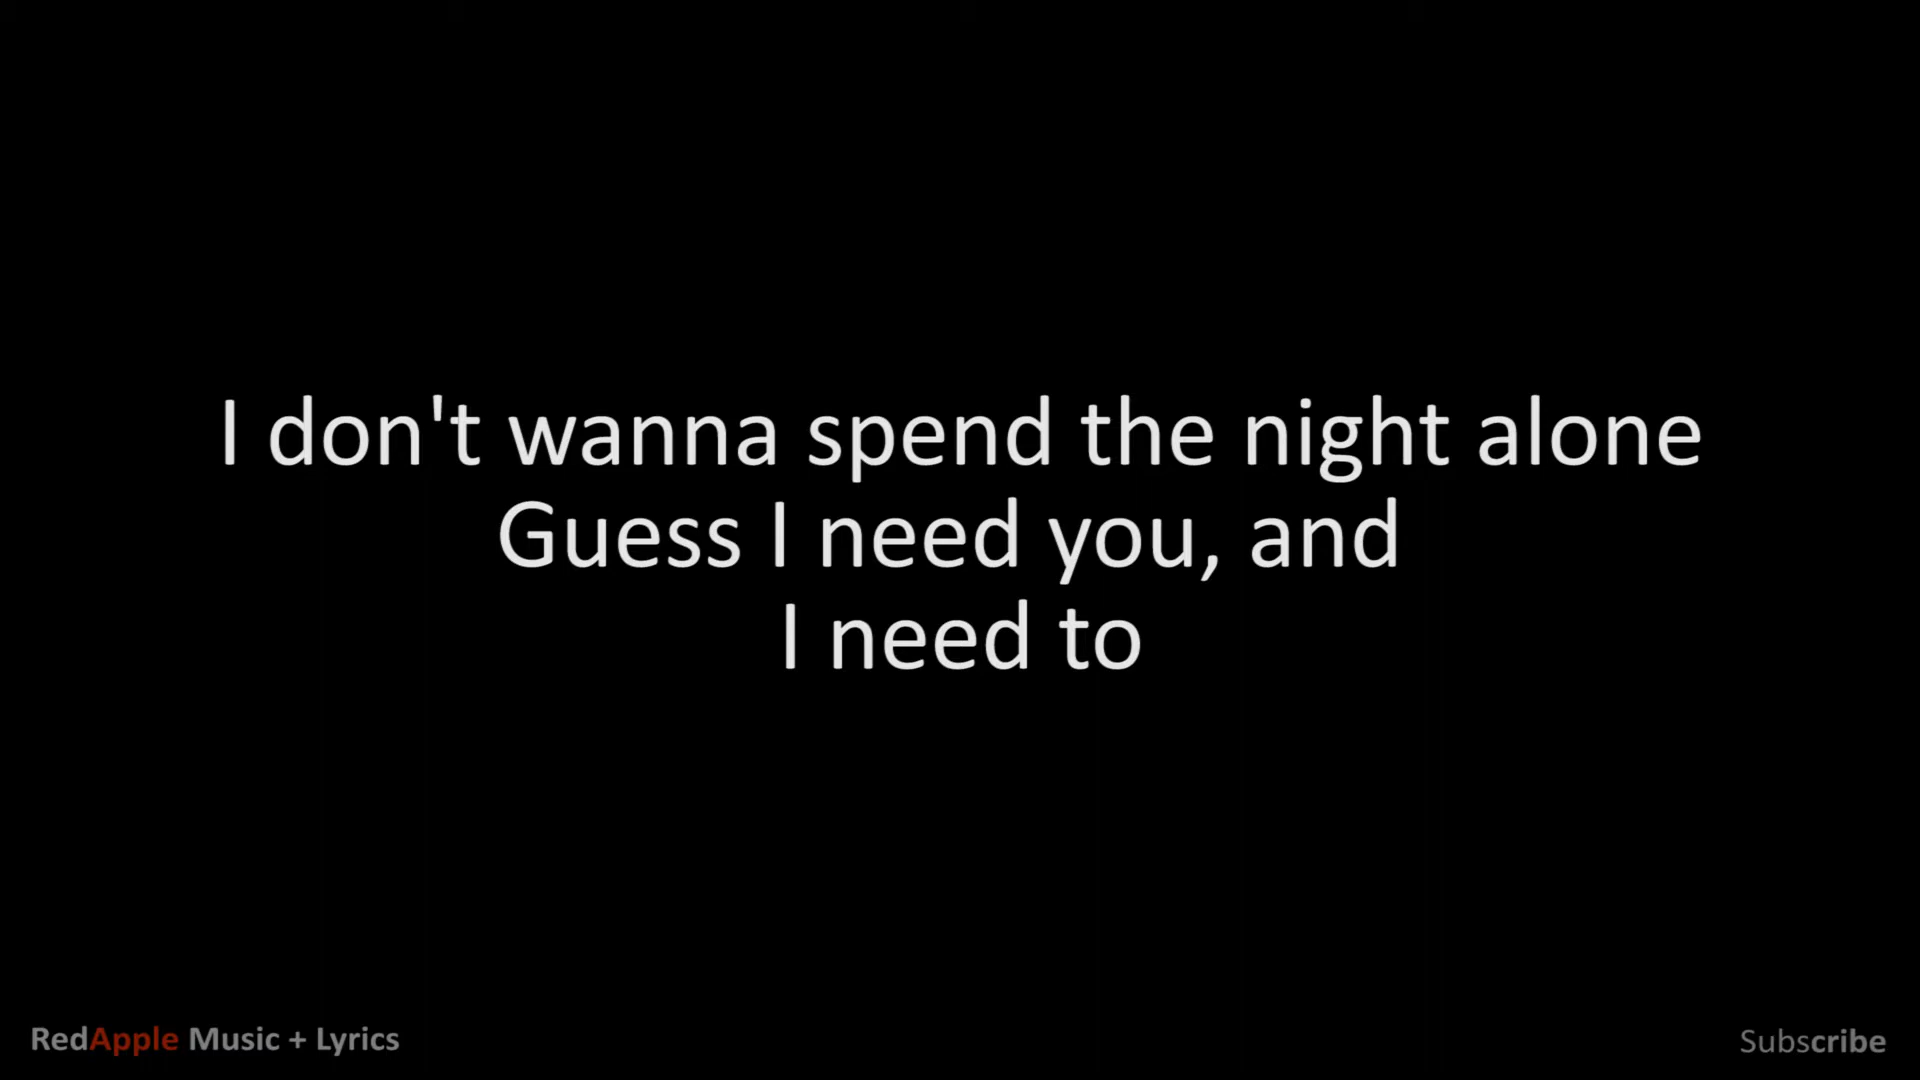 I don't wanna spend the night alone
Guess I need you, and
I need to
RedApple Music + Lyrics
Subscribe